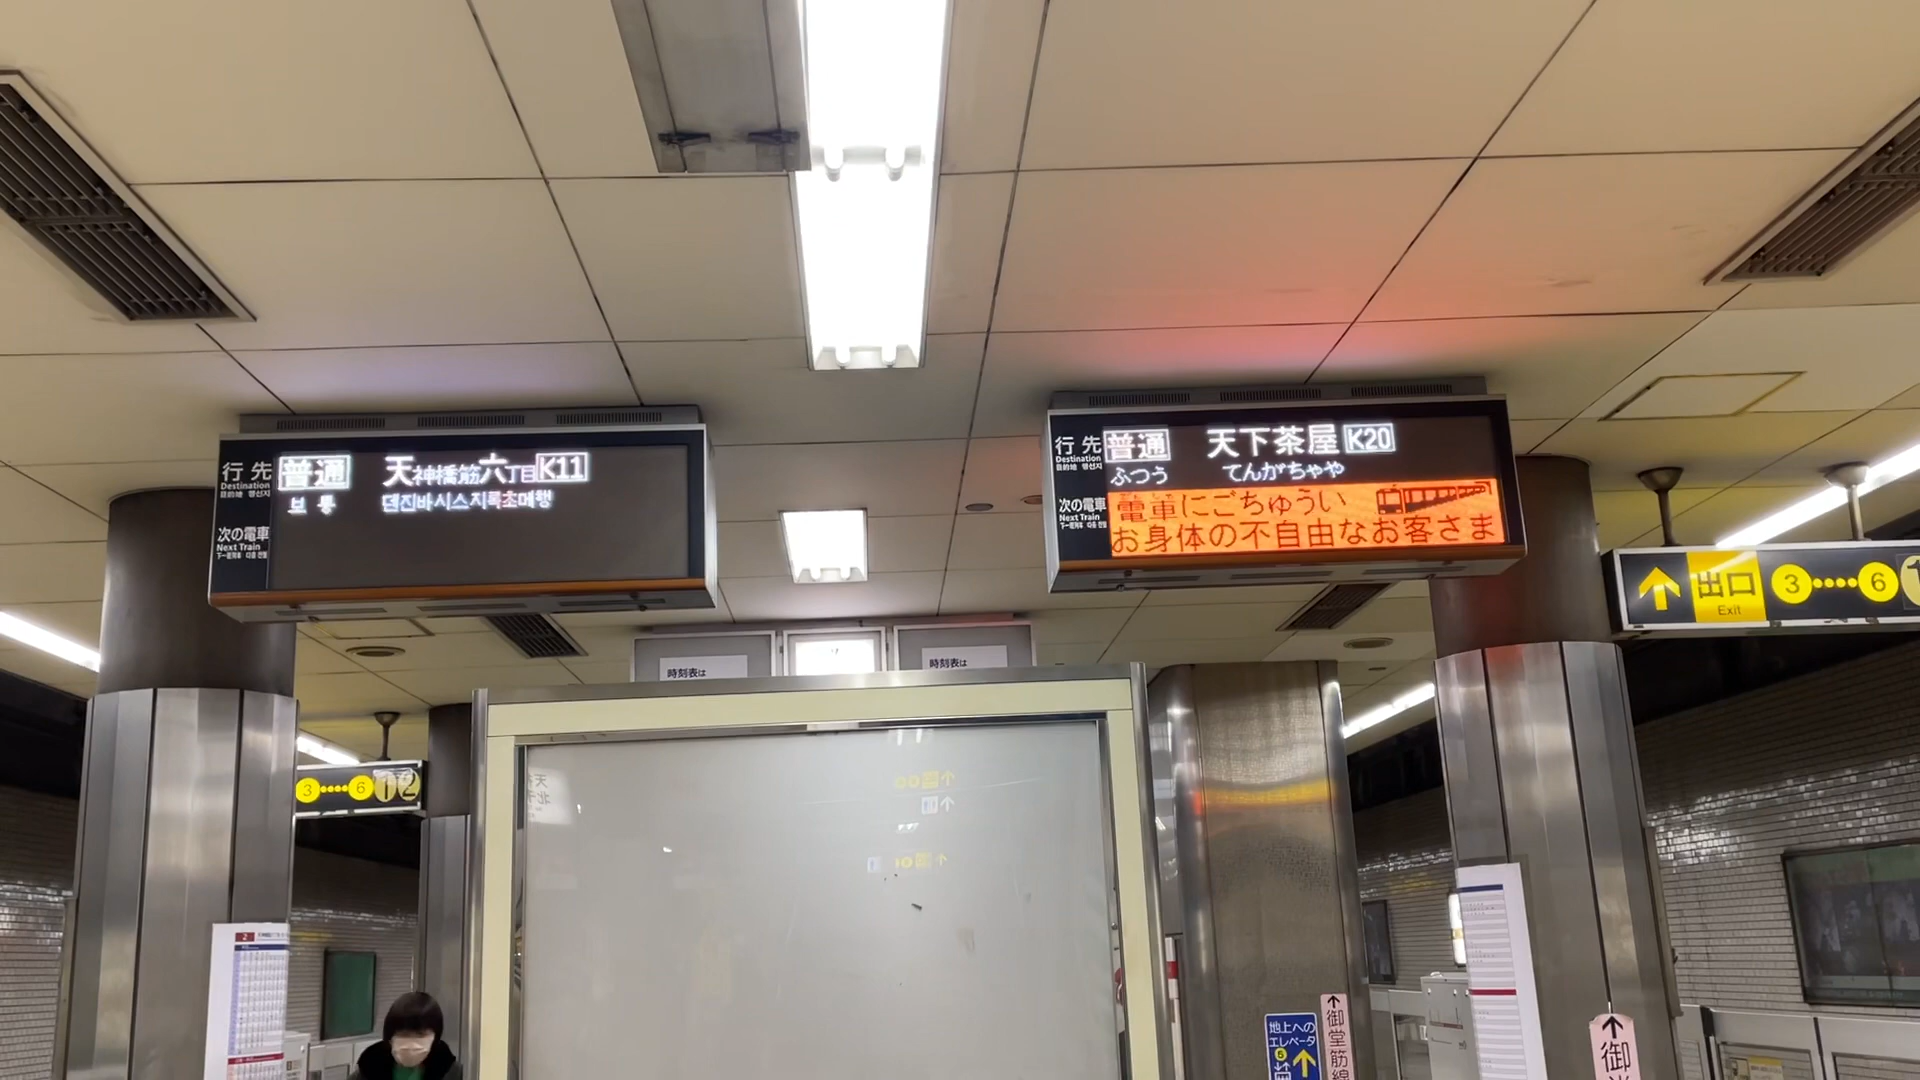 行先 普通 天神橋筋六丁目 K11
Destination
보통 덴진바시스지록초메행
次の電車
Next Train
行先 普通 天下茶屋 K20
Destination
ふつう てんがちゃや
次の電車 電車にごちゅうい
Next Train
お身体の不自由なお客さま
↑ 出口 3 6
Exit
時刻表は
時刻表は
3 6 12
2
地上への
エレベータ
6
↑
御堂筋線
↑
御